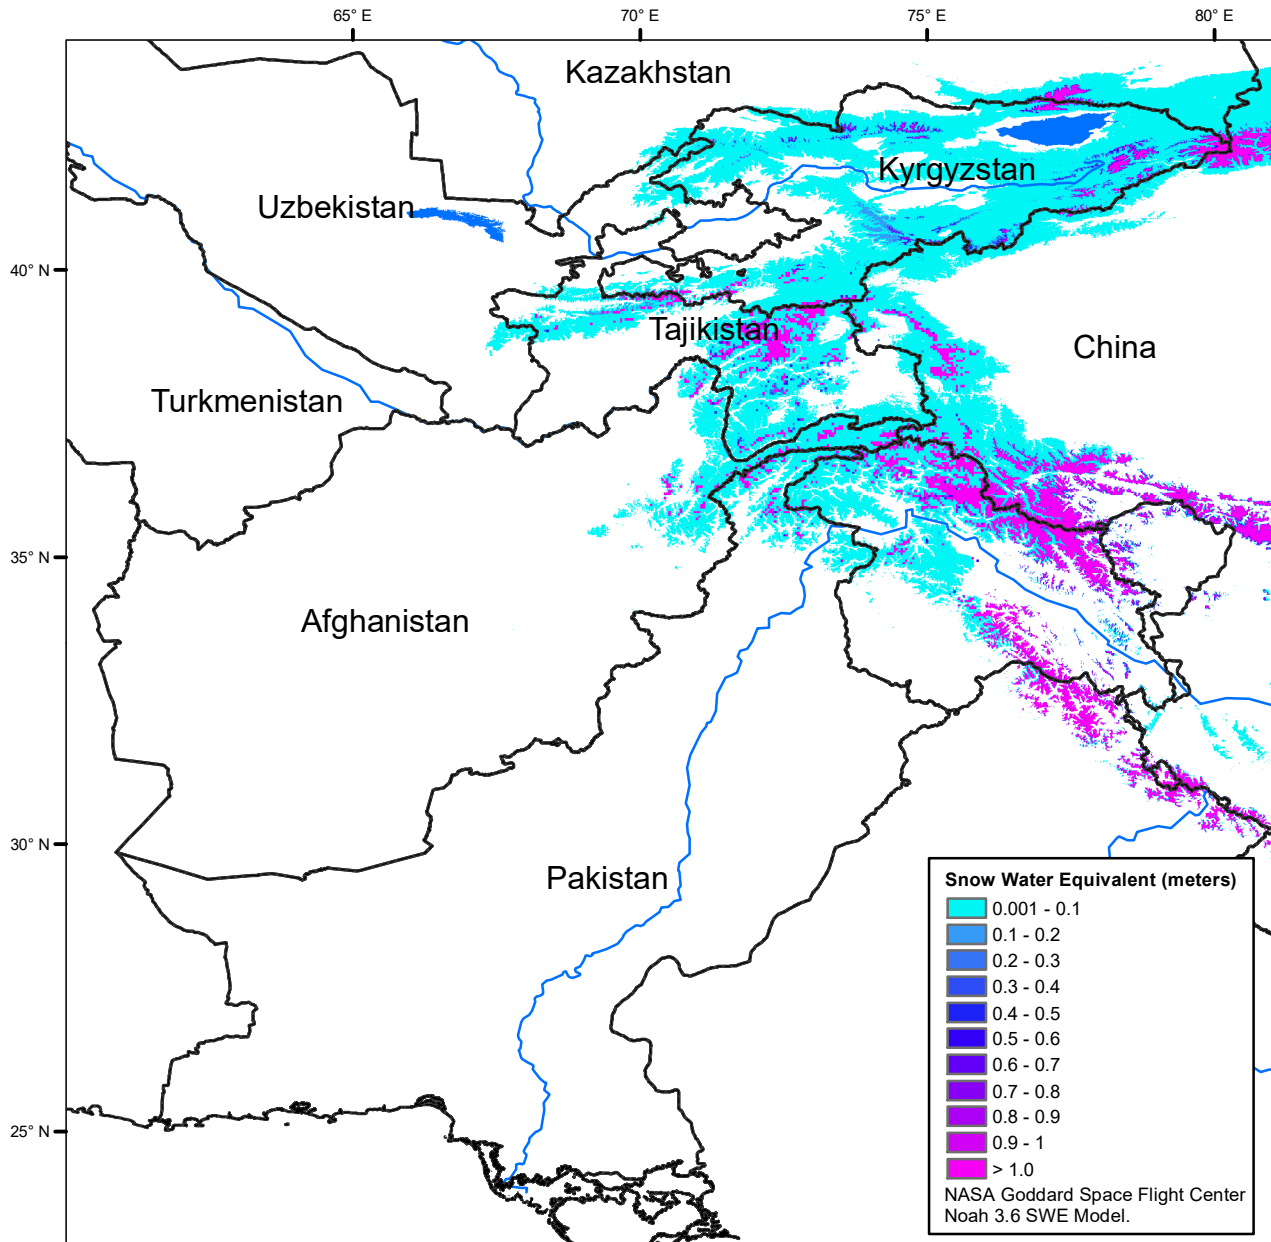 65° E
70° E
75° E
80° E
Kazakhstan
Kyrgyzstan
Uzbekistan
40° N
Tajikistan
China
Turkmenistan
35° N
Afghanistan
30° N
Pakistan
25° N
Snow Water Equivalent (meters)
0.001 - 0.1
0.1 - 0.2
0.2 - 0.3
0.3 - 0.4
0.4 - 0.5
0.5 - 0.6
0.6 - 0.7
0.7 - 0.8
0.8 - 0.9
0.9 - 1
> 1.0
NASA Goddard Space Flight Center
Noah 3.6 SWE Model.